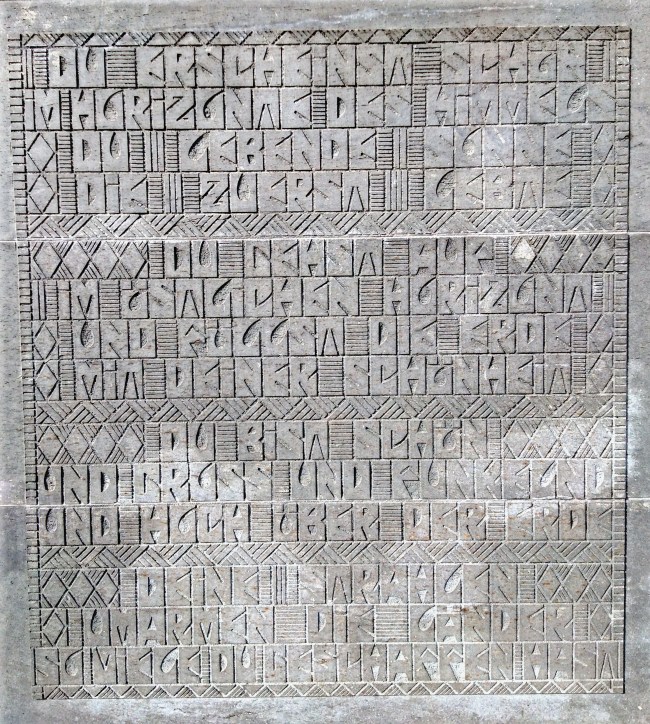 DU ERSCHEINST SCHÖN
IM HORIZONTE DES HIMMELS
DU LEBENDE SONNE
DIE ZUERST LEBTE
DU GEHST AUF
IM ÖSTLICHEN HORIZONT
UND FÜLLST DIE ERDE
MIT DEINER SCHÖNHEIT
DU BIST SCHÖN
UND GROSS UND FUNKELND
UND HOCH ÜBER DER ERDE
DEINE STRAHLEN
UMARMEN DIE LÄNDER
SOVIEL DU GESCHAFFEN HAST